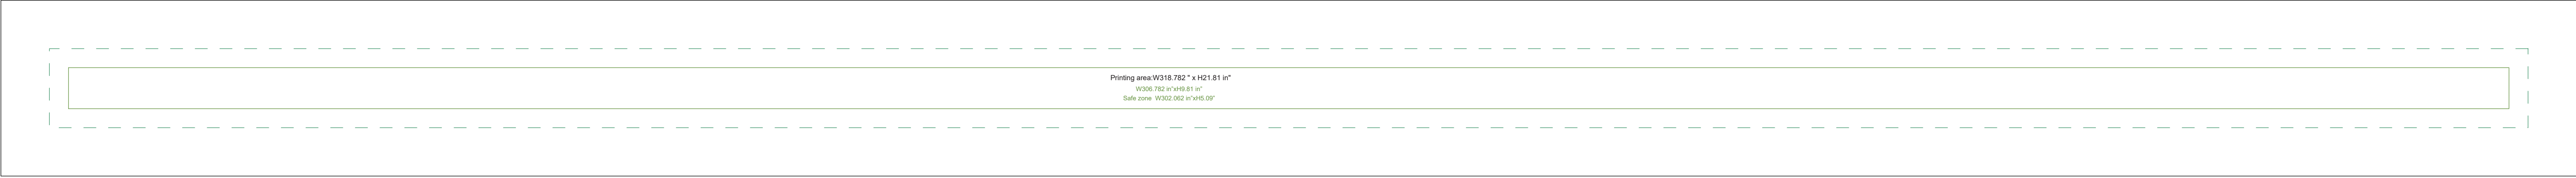 Printing area:W318.782 " x H21.81 in"
W306.782 in"xH9.81 in"
Safe zone  W302.062 in"xH5.09"